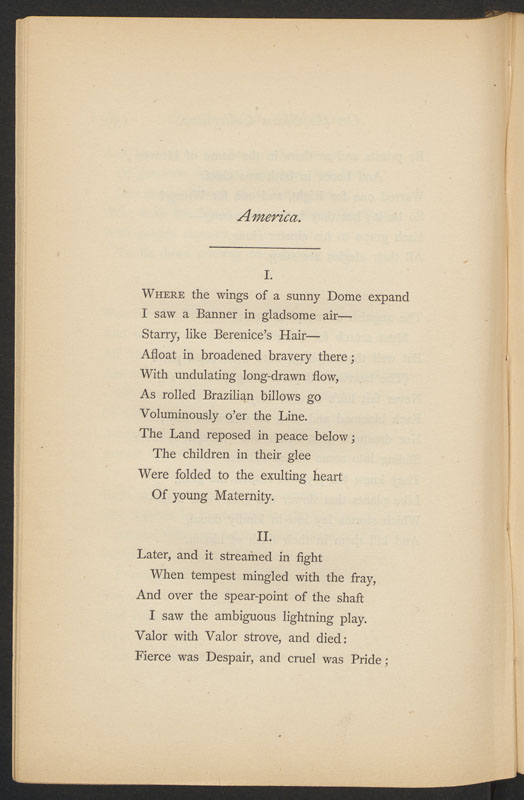 America.
I.
WHERE the wings of a sunny Dome expand
I saw a Banner in gladsome air—
Starry, like Berenice's Hair—
Afloat in broadened bravery there;
With undulating long-drawn flow,
As rolled Brazilian billows go
Voluminously o'er the Line.
The Land reposed in peace below;
The children in their glee
Were folded to the exulting heart
Of young Maternity.
II.
Later, and it streamed in fight
When tempest mingled with the fray,
And over the spear-point of the shaft
I saw the ambiguous lightning play.
Valor with Valor strove, and died:
Fierce was Despair, and cruel was Pride;